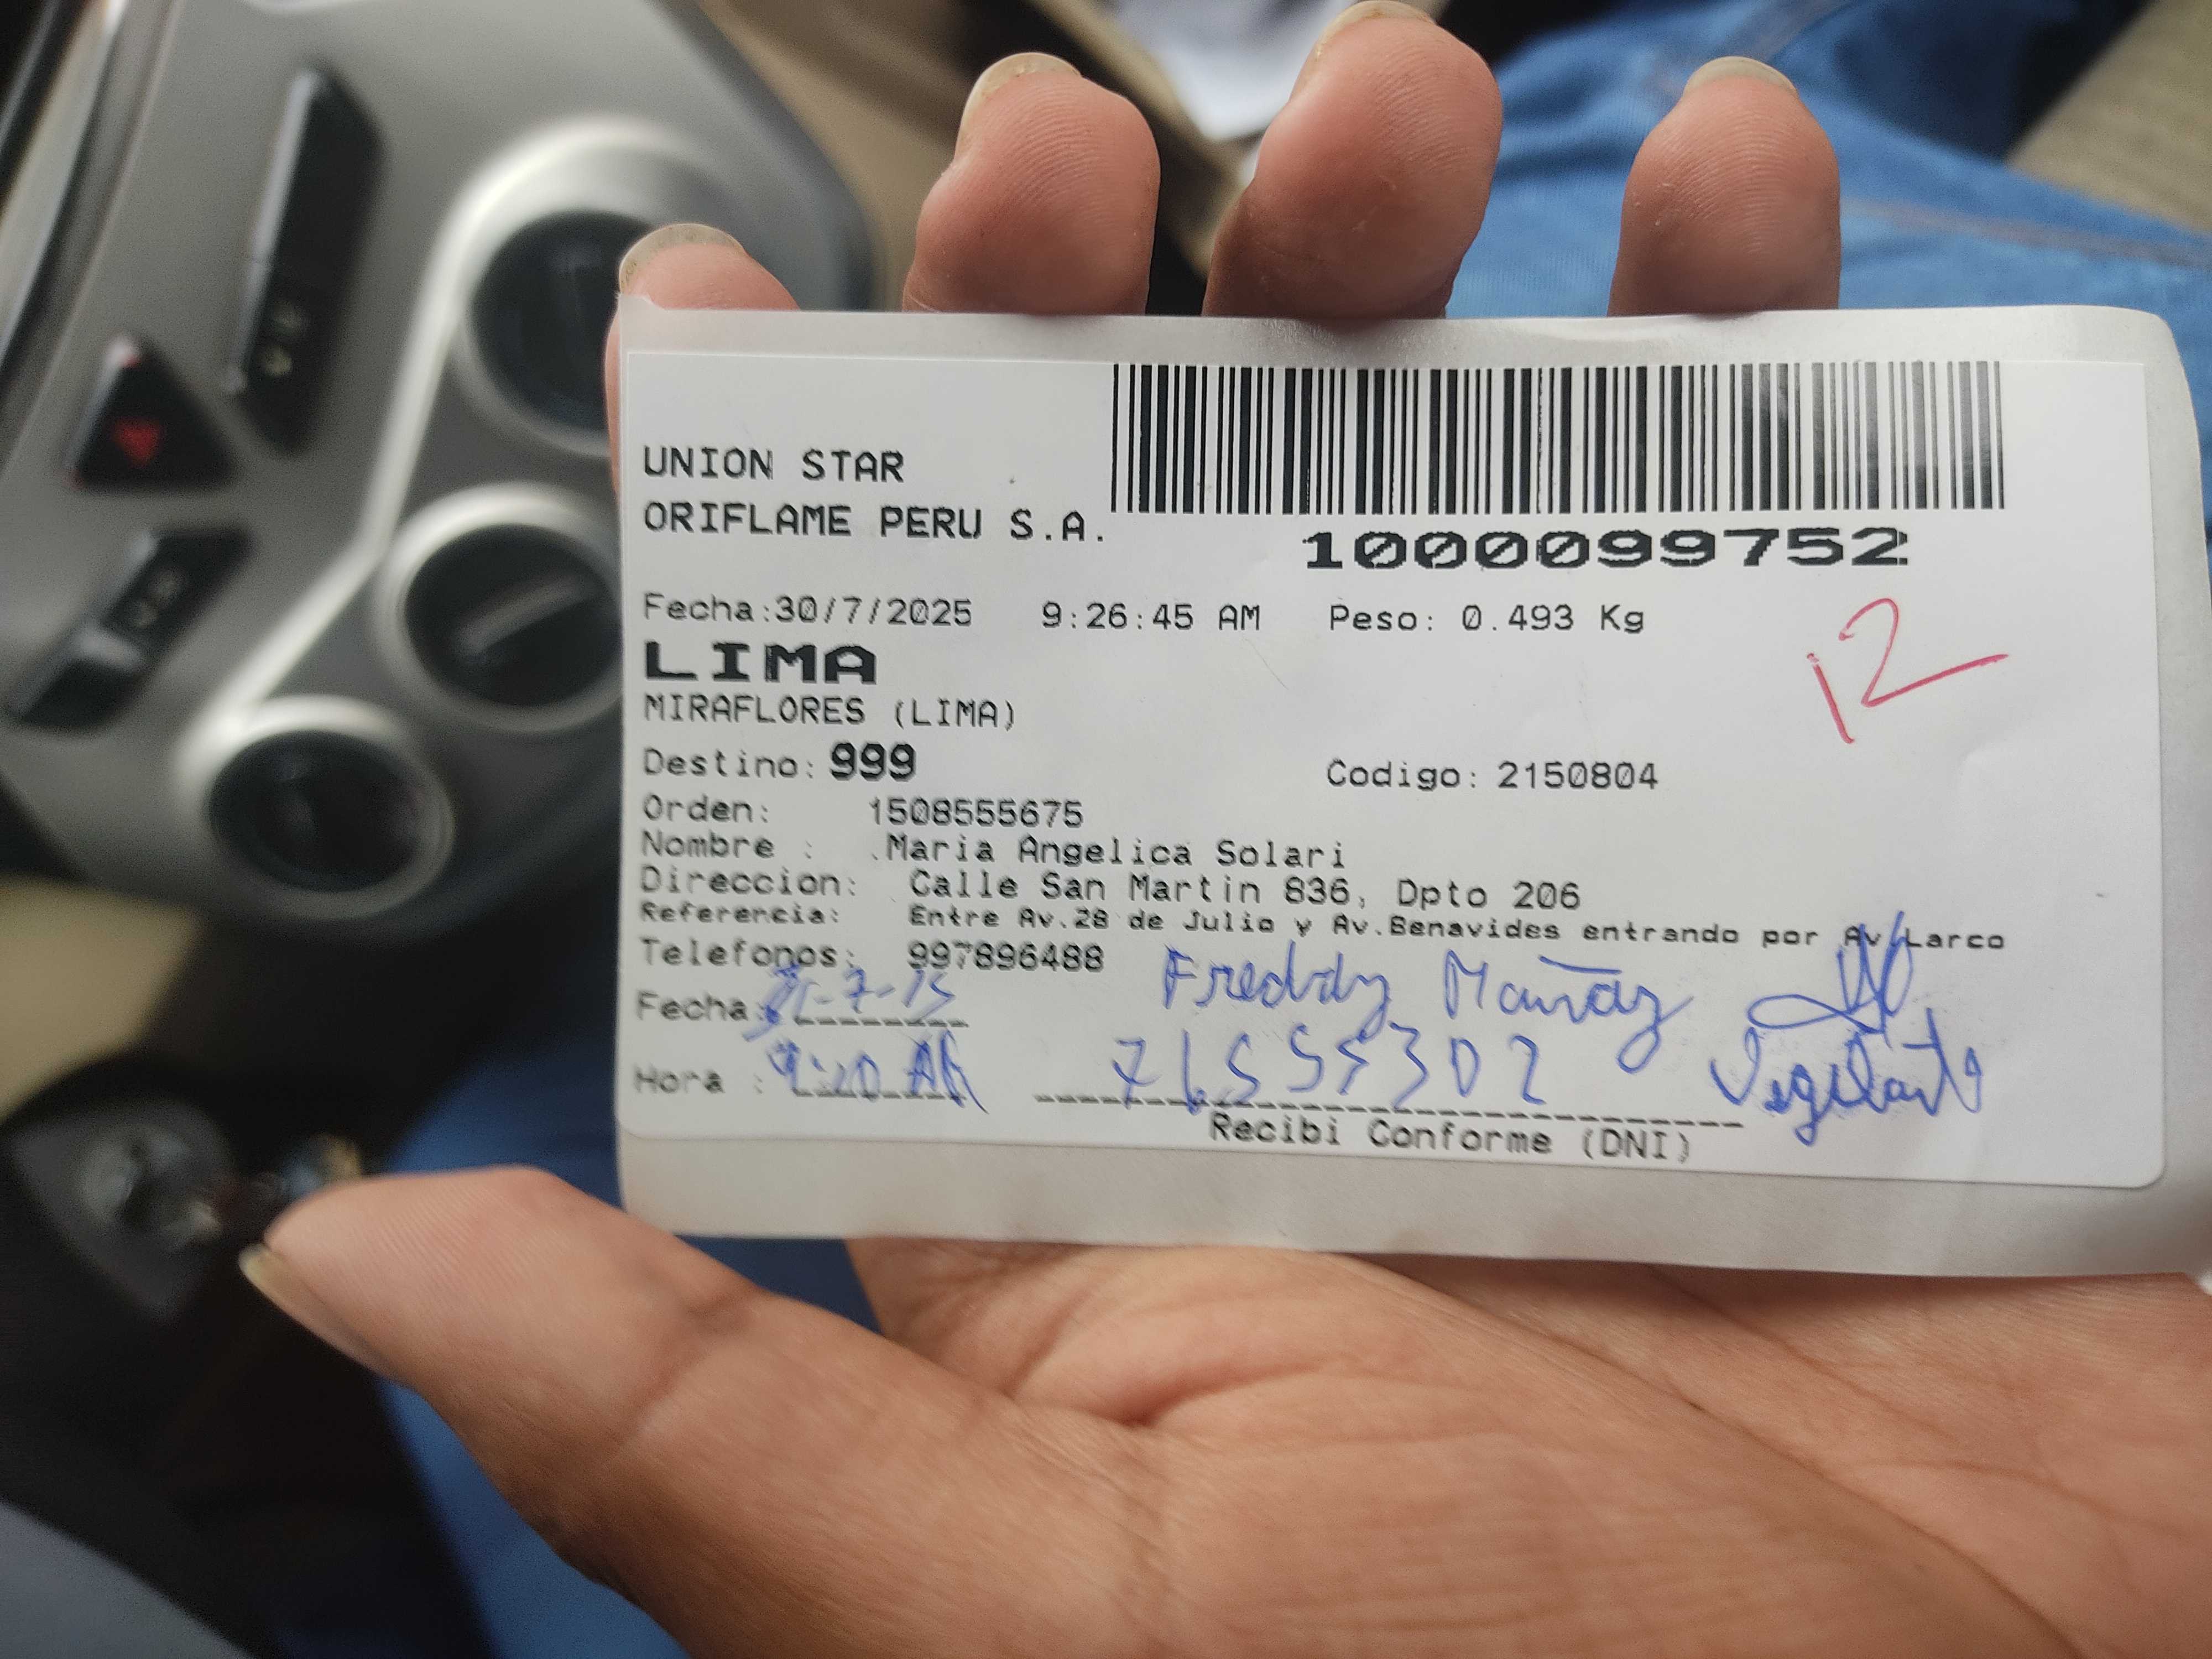 UNION STAR
ORIFLAME PERU S.A.
1000099752
Fecha:30/7/2025 9:26:45 AM Peso: 0.493 Kg
12
LIMA
MIRAFLORES (LIMA)
Destino: 999 Codigo: 2150804
Orden: 1508555675
Nombre : .Maria Angelica Solari
Direccion: Calle San Martin 836, Dpto 206
Referencia: Entre Av.28 de Julio y Av.Benavides entrando por Av Larco
Telefonos: 997896488
Fecha: Freddy
Hora : Vigilante
Recibi Conforme (DNI)